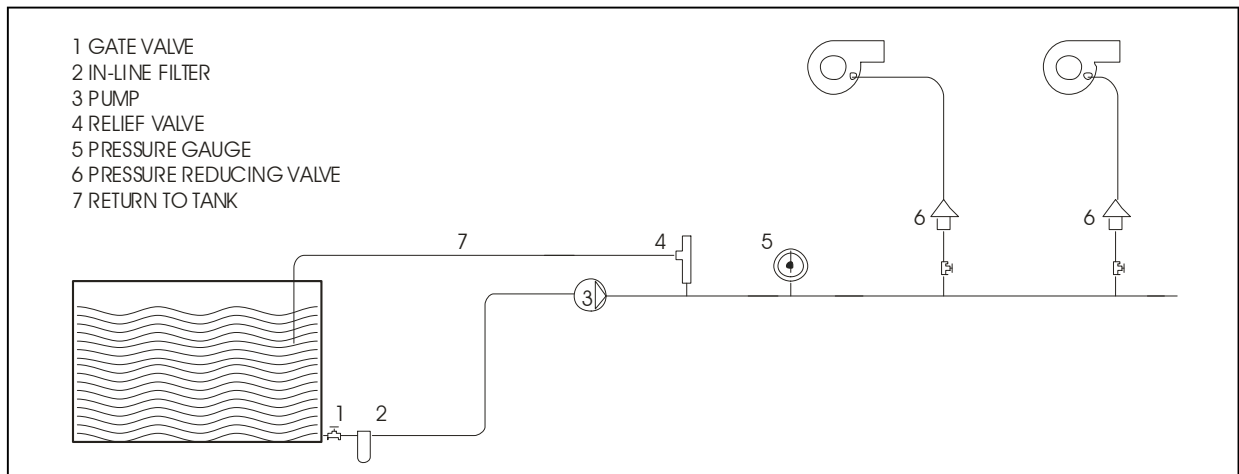 1 GATE VALVE
2 IN-LINE FILTER
3 PUMP
4 RELIEF VALVE
5 PRESSURE GAUGE
6 PRESSURE REDUCING VALVE
7 RETURN TO TANK
6
6
7
4
5
3
1
2